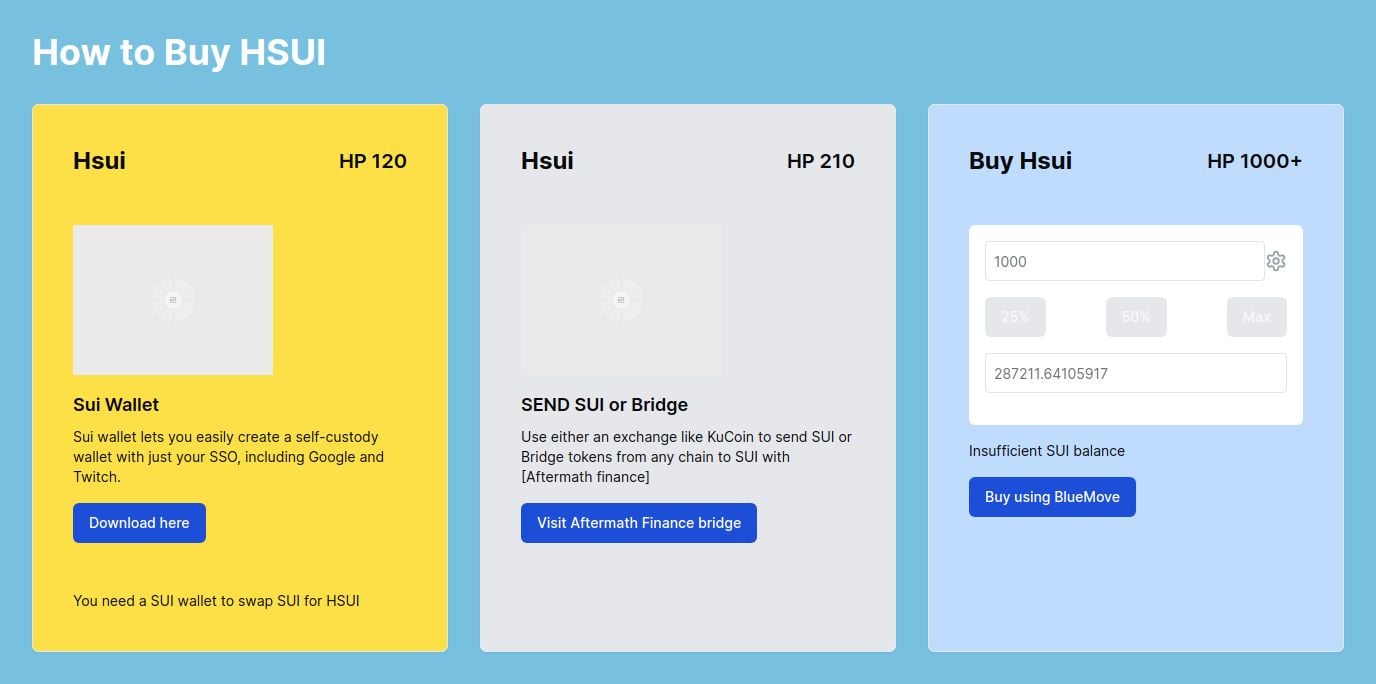 How to Buy HSUI
Hsui
HP 120
Sui Wallet
Sui wallet lets you easily create a self-custody
wallet with just your SSO, including Google and
Twitch.
Download here
You need a SUI wallet to swap SUI for HSUI
Hsui
HP 210
SEND SUI or Bridge
Use either an exchange like KuCoin to send SUI or
Bridge tokens from any chain to SUI with
[Aftermath finance]
Visit Aftermath Finance bridge
Buy Hsui
HP 1000+
1000
25%
50%
Max
287211.64105917
Insufficient SUI balance
Buy using BlueMove